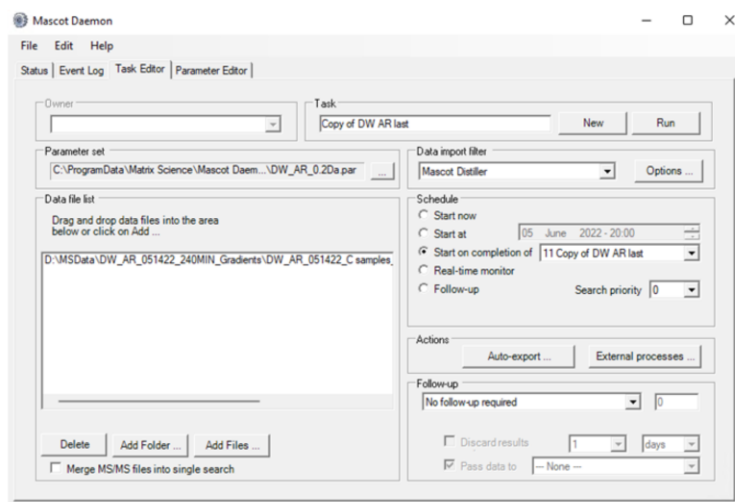 Mascot Daemon
File Edit Help
Status Event Log Task Editor Parameter Editor
Owner
Task
Copy of DW AR last
New
Run
Parameter set
C:\ProgramData\Matrix Science\Mascot Daem...\DW_AR_0.2Da.par
...
Data import filter
Mascot Distiller
Options ...
Data file list
Drag and drop data files into the area
below or click on Add ...
D:\MSData\DW_AR_051422_240MIN_Gradients\DW_AR_051422_C samples_
Delete
Add Folder ...
Add Files ...
Merge MS/MS files into single search
Schedule
Start now
Start at 05 June 2022 - 20:00
Start on completion of 11 Copy of DW AR last
Real-time monitor
Follow-up Search priority 0
Actions
Auto-export ...
External processes ...
Follow-up
No follow-up required 0
Discard results 1 days
Pass data to -- None --